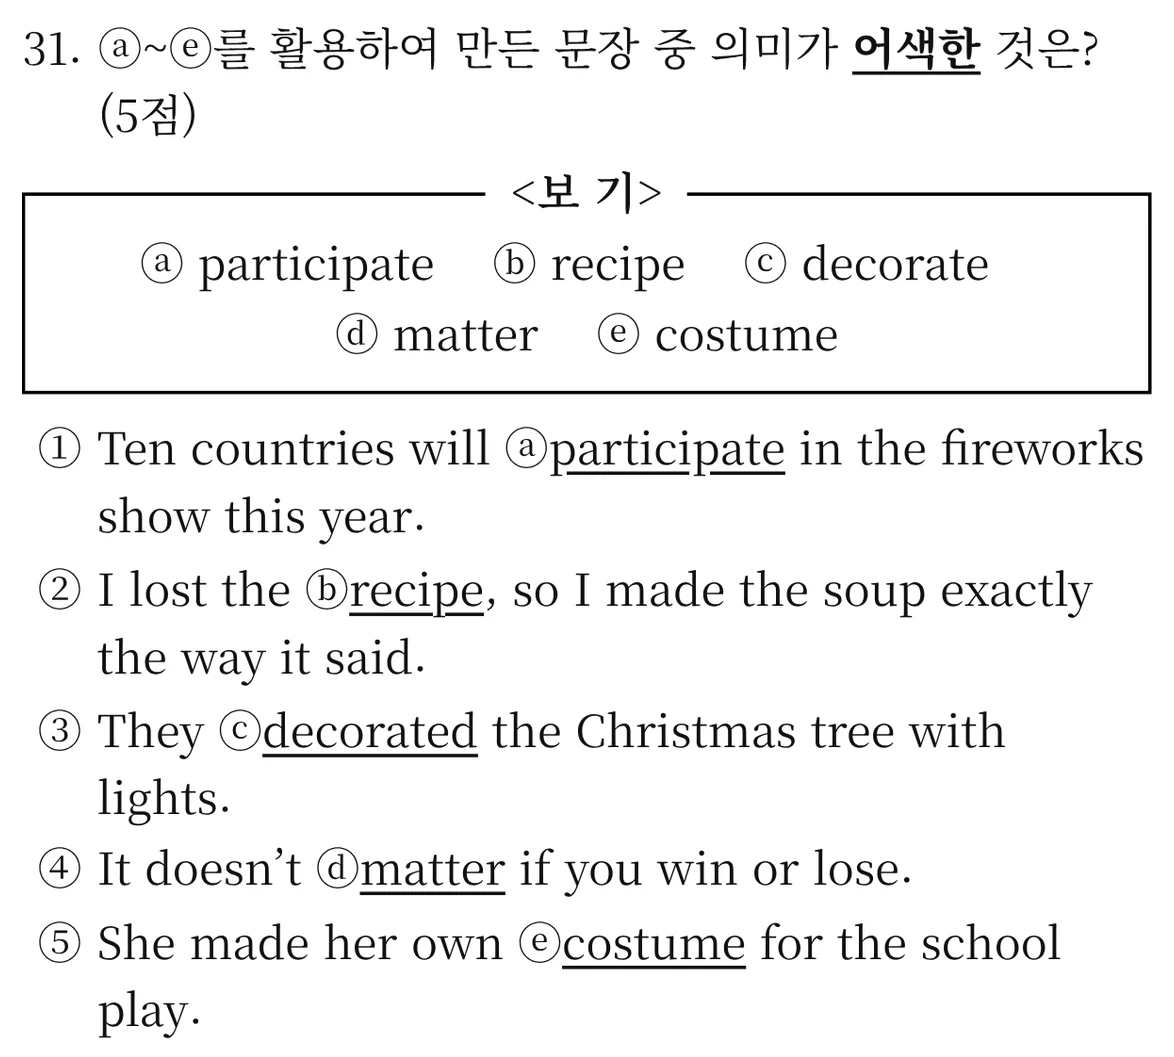 31. ⓐ~ⓔ를 활용하여 만든 문장 중 의미가 어색한 것은?
(5점)
<보 기>
ⓐ participate ⓑ recipe ⓒ decorate
ⓓ matter ⓔ costume
① Ten countries will ⓐparticipate in the fireworks
show this year.
② I lost the ⓑrecipe, so I made the soup exactly
the way it said.
③ They ⓒdecorated the Christmas tree with
lights.
④ It doesn’t ⓓmatter if you win or lose.
⑤ She made her own ⓔcostume for the school
play.